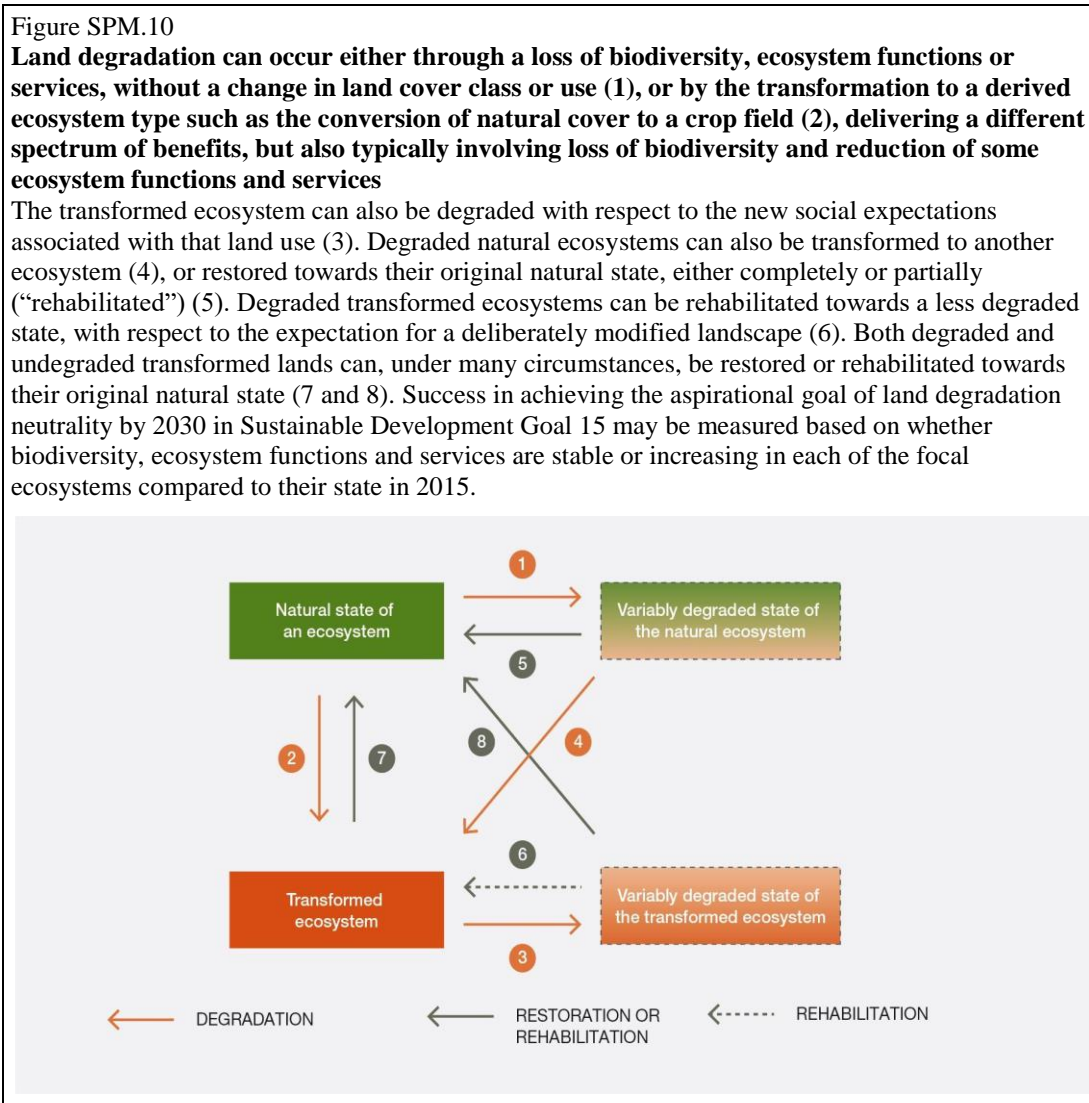 Figure SPM.10
Land degradation can occur either through a loss of biodiversity, ecosystem functions or
services, without a change in land cover class or use (1), or by the transformation to a derived
ecosystem type such as the conversion of natural cover to a crop field (2), delivering a different
spectrum of benefits, but also typically involving loss of biodiversity and reduction of some
ecosystem functions and services
The transformed ecosystem can also be degraded with respect to the new social expectations
associated with that land use (3). Degraded natural ecosystems can also be transformed to another
ecosystem (4), or restored towards their original natural state, either completely or partially
(“rehabilitated”) (5). Degraded transformed ecosystems can be rehabilitated towards a less degraded
state, with respect to the expectation for a deliberately modified landscape (6). Both degraded and
undegraded transformed lands can, under many circumstances, be restored or rehabilitated towards
their original natural state (7 and 8). Success in achieving the aspirational goal of land degradation
neutrality by 2030 in Sustainable Development Goal 15 may be measured based on whether
biodiversity, ecosystem functions and services are stable or increasing in each of the focal
ecosystems compared to their state in 2015.
1
Natural state of
an ecosystem
Variably degraded state of
the natural ecosystem
5
8
4
2
7
6
Transformed
ecosystem
Variably degraded state of
the transformed ecosystem
3
DEGRADATION
RESTORATION OR
REHABILITATION
REHABILITATION